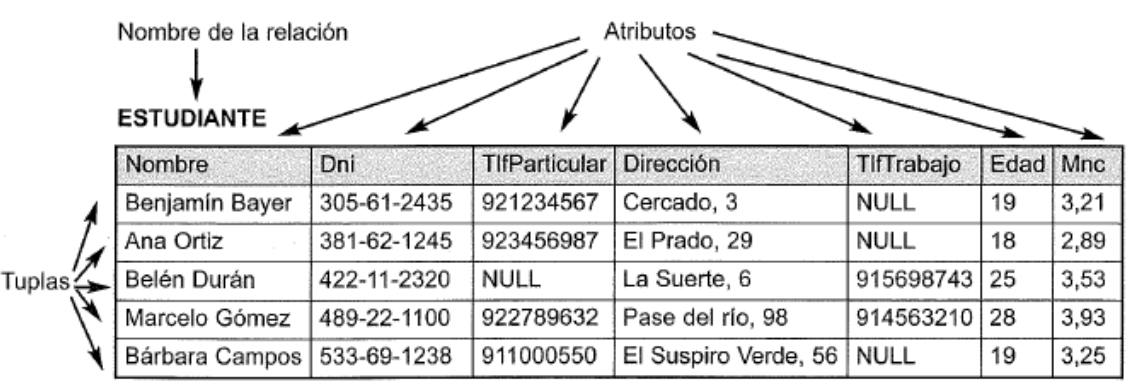 Nombre de la relación
Atributos
ESTUDIANTE
Nombre Dni TlfParticular Dirección TlfTrabajo Edad Mnc
Benjamín Bayer 305-61-2435 921234567 Cercado, 3 NULL 19 3,21
Ana Ortiz 381-62-1245 923456987 El Prado, 29 NULL 18 2,89
Tuplas
Belén Durán 422-11-2320 NULL La Suerte, 6 915698743 25 3,53
Marcelo Gómez 489-22-1100 922789632 Pase del río, 98 914563210 28 3,93
Bárbara Campos 533-69-1238 911000550 El Suspiro Verde, 56 NULL 19 3,25